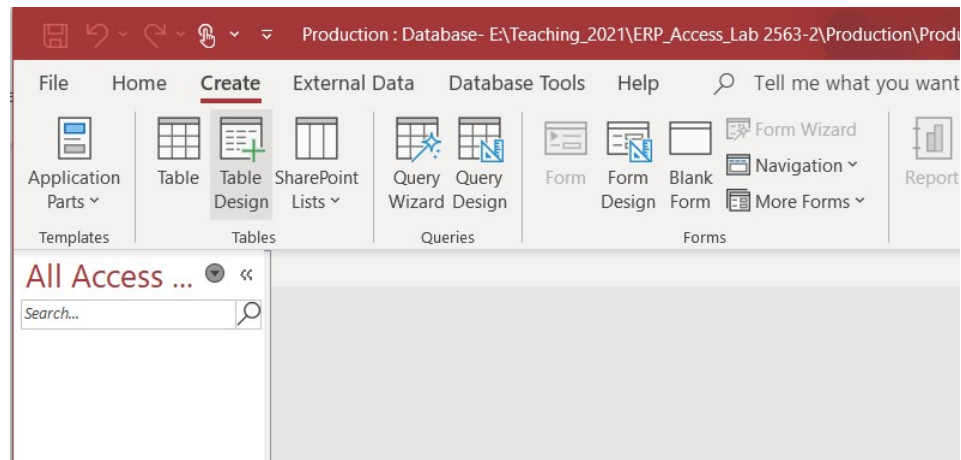 Production : Database- E:\Teaching_2021\ERP_Access_Lab 2563-2\Production\Produ
File Home Create External Data Database Tools Help Tell me what you want
Application Parts
Table
Table Design
SharePoint Lists
Query Wizard
Query Design
Form
Form Design
Blank Form
Form Wizard
Navigation
More Forms
Report
Templates Tables Queries Forms
All Access ...
Search...